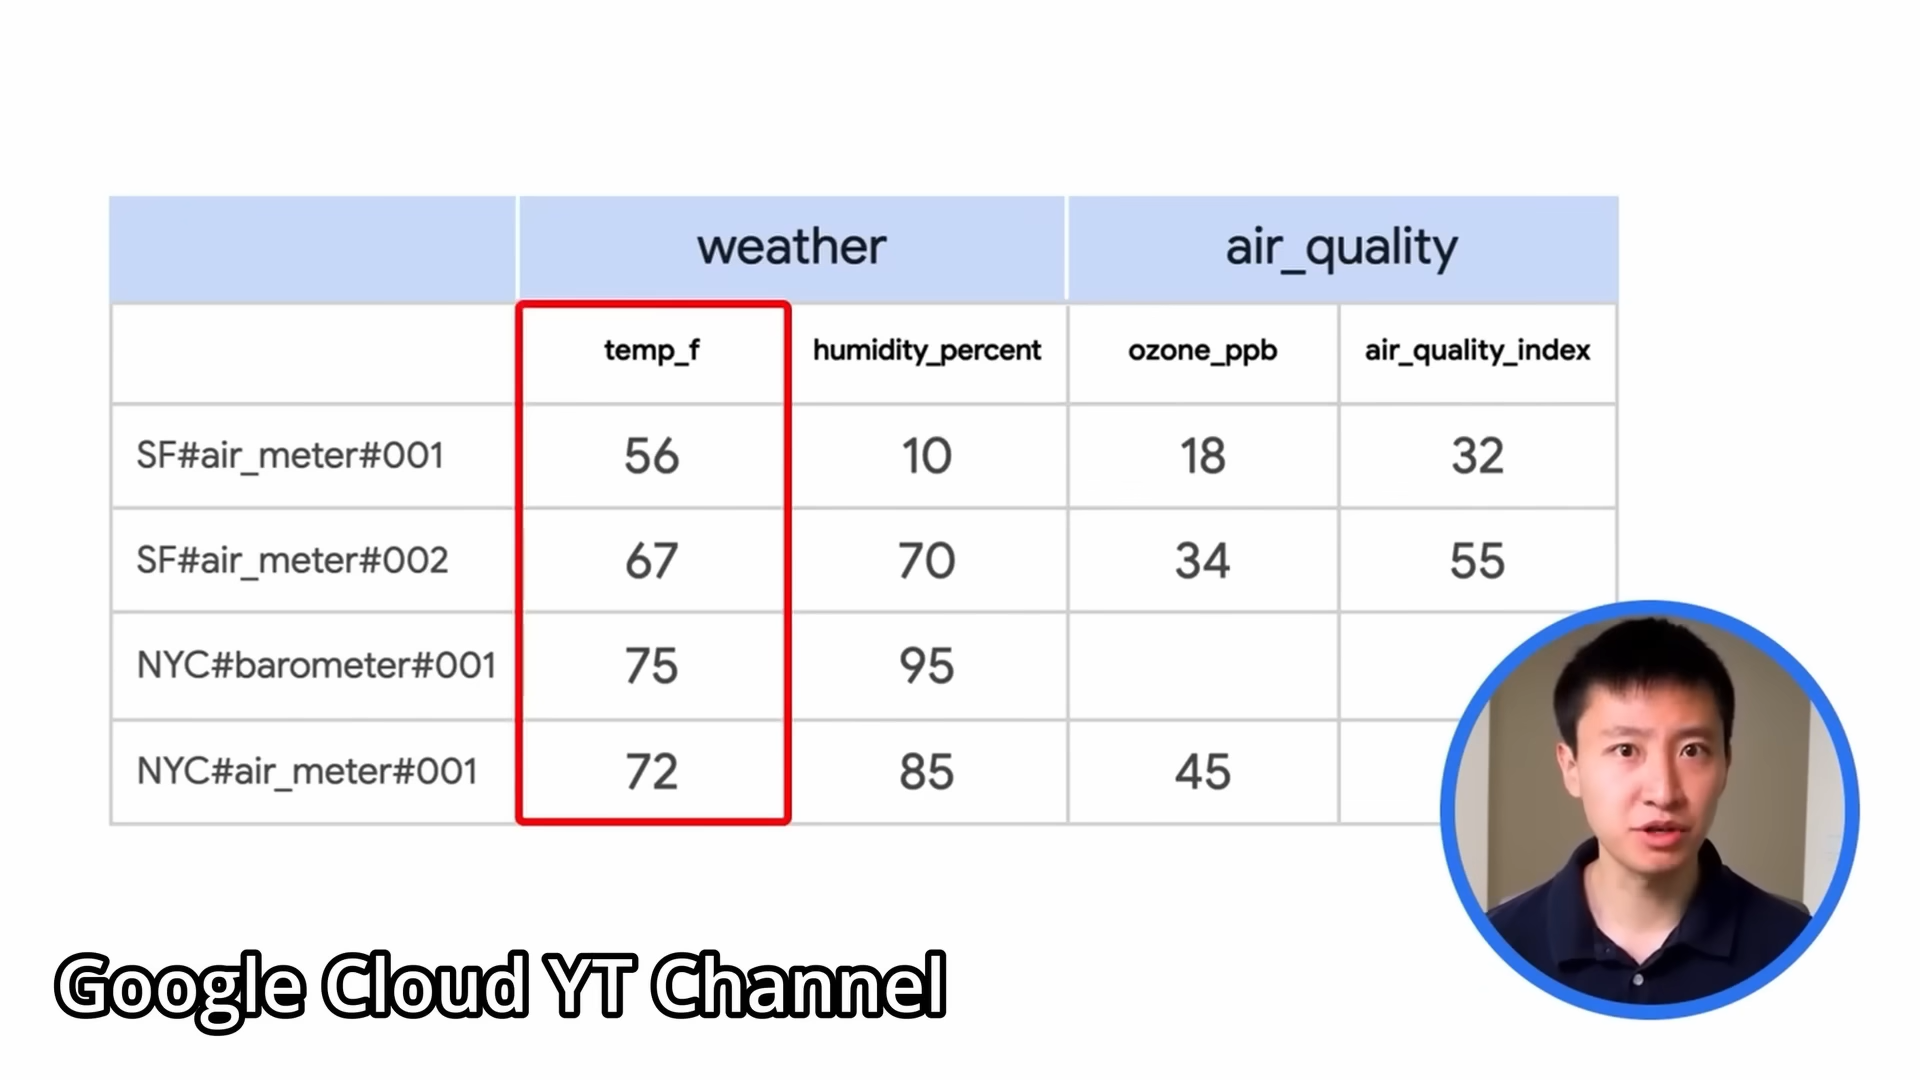 weather air_quality
temp_f humidity_percent ozone_ppb air_quality_index
SF#air_meter#001 56 10 18 32
SF#air_meter#002 67 70 34 55
NYC#barometer#001 75 95
NYC#air_meter#001 72 85 45
Google Cloud YT Channel